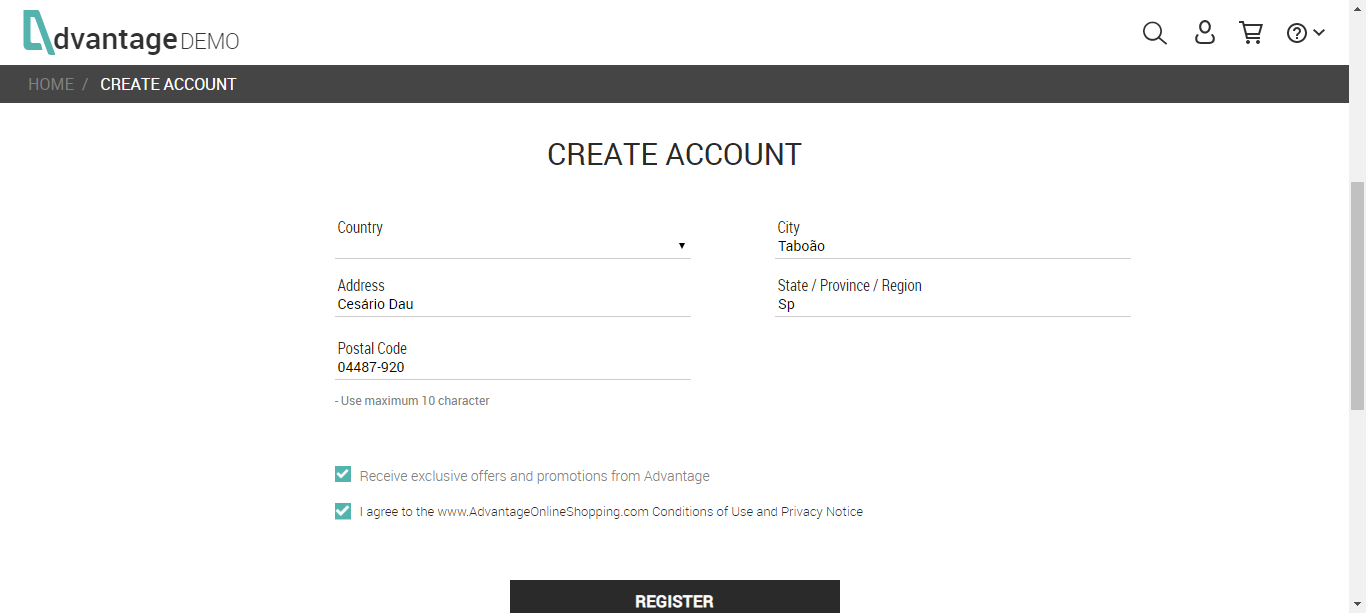 dvantage DEMO
HOME / CREATE ACCOUNT
CREATE ACCOUNT
Country
City
Taboão
Address
Cesário Dau
State / Province / Region
Sp
Postal Code
04487-920
- Use maximum 10 character
Receive exclusive offers and promotions from Advantage
I agree to the www.AdvantageOnlineShopping.com Conditions of Use and Privacy Notice
REGISTER